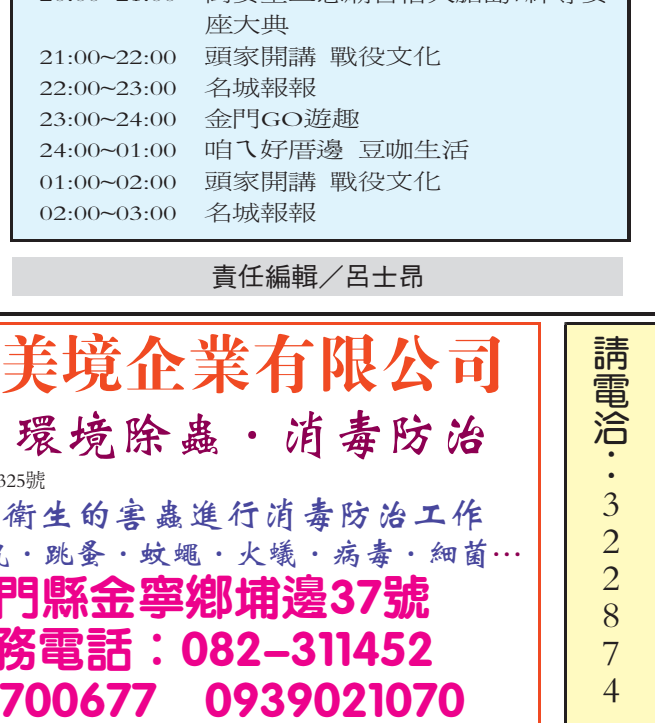 座大典
21:00~22:00 頭家開講 戰役文化
22:00~23:00 名城報報
23:00~24:00 金門GO遊趣
24:00~01:00 咱ㄟ好厝邊 豆咖生活
01:00~02:00 頭家開講 戰役文化
02:00~03:00 名城報報
責任編輯／呂士昂
美境企業有限公司
環境除蟲・消毒防治
325號
衛生的害蟲進行消毒防治工作
・跳蚤・蚊蠅・火蟻・病毒・細菌…
門縣金寧鄉埔邊37號
務電話：082–311452
700677 0939021070
請電洽：322874